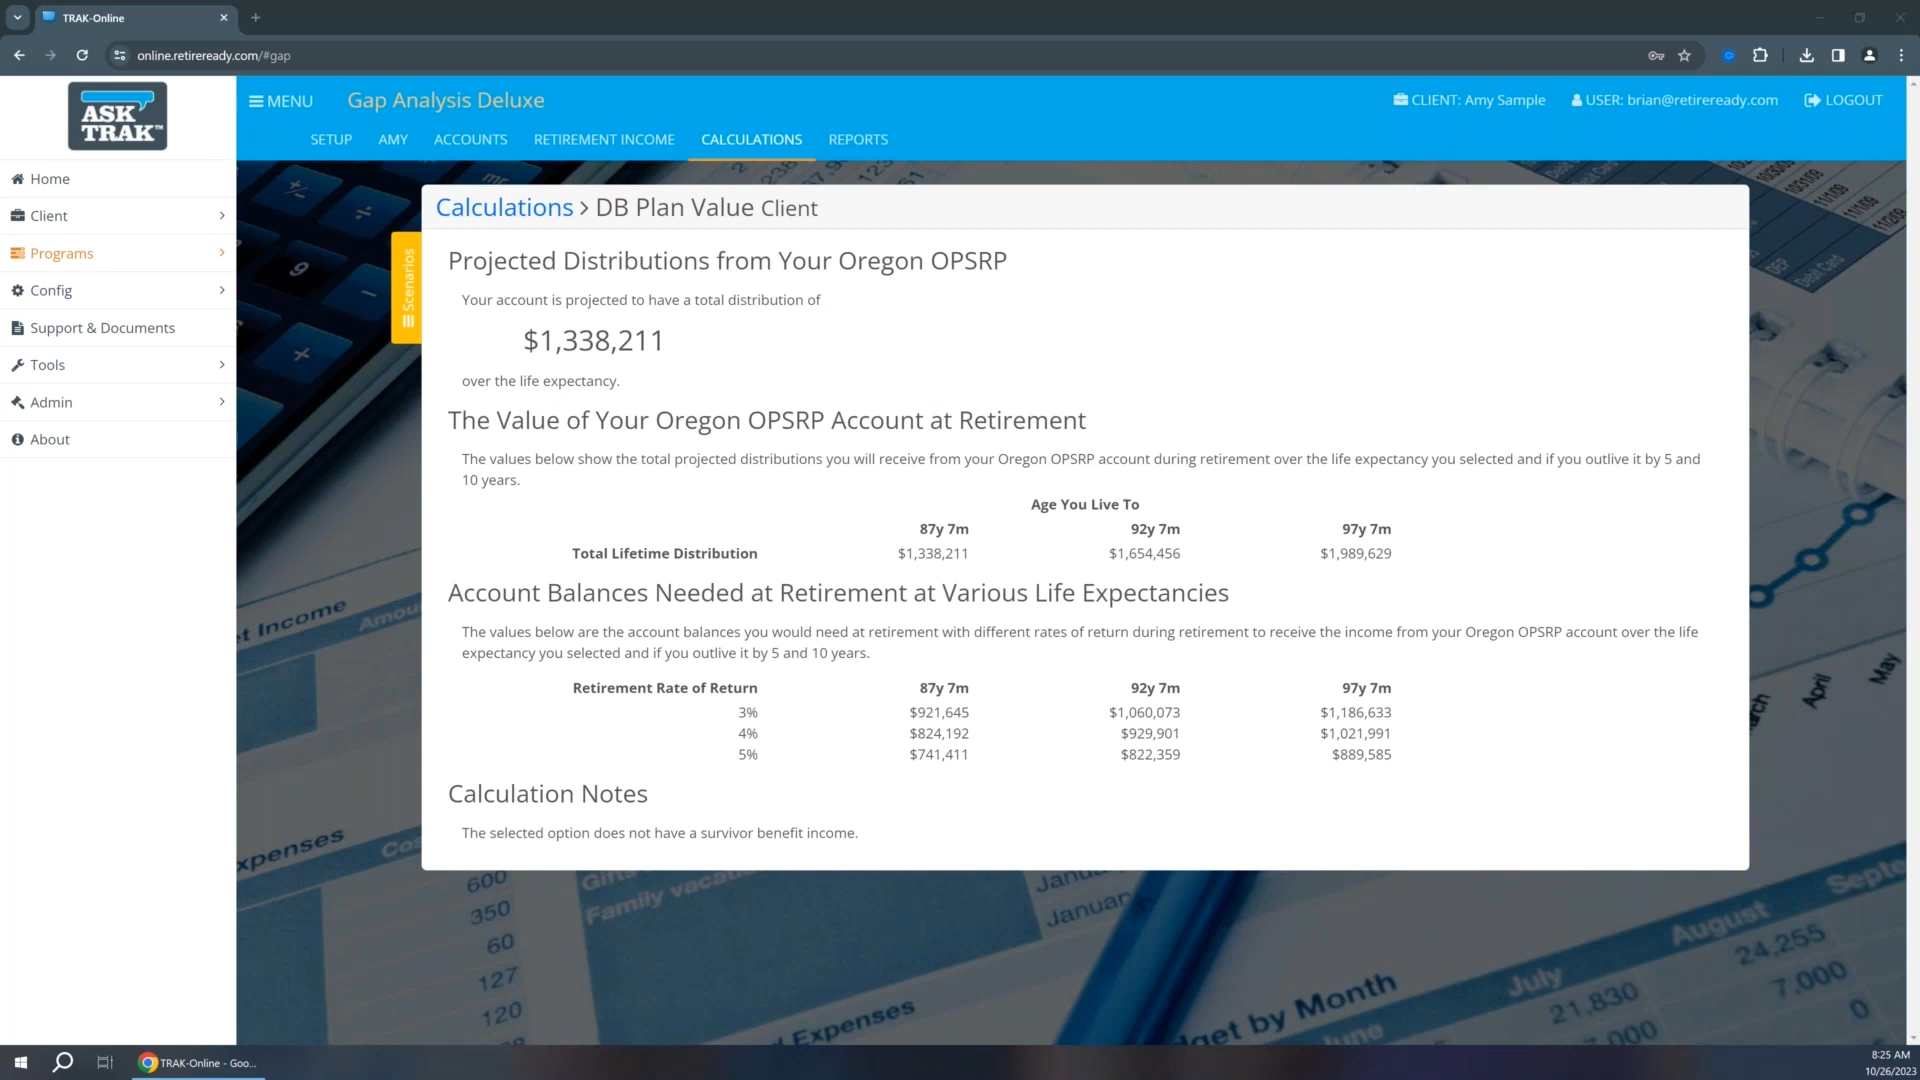 TRAK-Online
online.retireready.com/#gap
ASK
TRAK™
MENU
Gap Analysis Deluxe
CLIENT: Amy Sample
USER: brian@retireready.com
LOGOUT
SETUP
AMY
ACCOUNTS
RETIREMENT INCOME
CALCULATIONS
REPORTS
Home
Client
Programs
Config
Support & Documents
Tools
Admin
About
Scenarios
Calculations > DB Plan Value Client
Projected Distributions from Your Oregon OPSRP
Your account is projected to have a total distribution of
$1,338,211
over the life expectancy.
The Value of Your Oregon OPSRP Account at Retirement
The values below show the total projected distributions you will receive from your Oregon OPSRP account during retirement over the life expectancy you selected and if you outlive it by 5 and
10 years.
Age You Live To
87y 7m 92y 7m 97y 7m
Total Lifetime Distribution $1,338,211 $1,654,456 $1,989,629
Account Balances Needed at Retirement at Various Life Expectancies
The values below are the account balances you would need at retirement with different rates of return during retirement to receive the income from your Oregon OPSRP account over the life
expectancy you selected and if you outlive it by 5 and 10 years.
Retirement Rate of Return 87y 7m 92y 7m 97y 7m
3% $921,645 $1,060,073 $1,186,633
4% $824,192 $929,901 $1,021,991
5% $741,411 $822,359 $889,585
Calculation Notes
The selected option does not have a survivor benefit income.
Income
April
May
600
350
60
127
120
Family vacation
Expenses
get by Month
July
August
21,830
24,255
7,000
0
TRAK-Online - Goo...
8:25 AM
10/26/2023